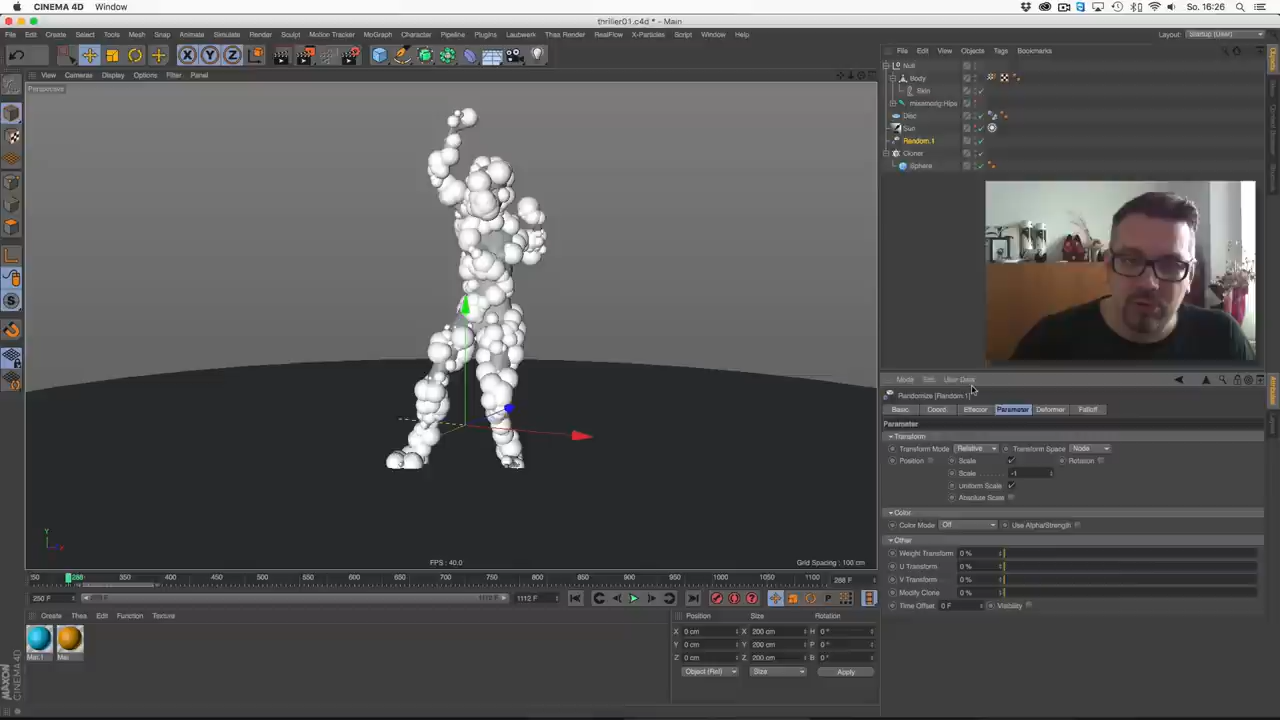 CINEMA 4D Window
So. 16:26
thriller01.c4d * - Main
File Edit Create Select Tools Mesh Snap Animate Simulate Render Sculpt Motion Tracker MoGraph Character Pipeline Plugins Lauwerk Team Render RealFlow X-Particles Script Window Help
Layout: Startup (User)
X Y Z
View Cameras Display Options Filter Panel
File Edit View Objects Tags Bookmarks
Perspective
Null
Body
Skin
mixamorig:Hips
Disc
Sun
Random.1
Cloner
Sphere
Mode Edit User Data
Randomize [Random.1]
Basic Coord. Effector Parameter Deformer Falloff
Parameter
Transform
Transform Mode Relative Transform Space Node
Position Scale Rotation
Scale -1
Uniform Scale
Absolute Scale
Color
Color Mode Off Use Alpha/Strength
Other
Weight Transform 0 %
U Transform 0 %
V Transform 0 %
Modify Clone 0 %
Time Offset 0 F Visibility
Y
FPS : 40.0
Grid Spacing : 100 cm
288 350 400 450 500 550 600 650 700 750 800 850 900 950 1000 1050 1100 288 F
250 F 1112 F 1112 F
Create Edit Function Texture
Mat.1 Mat
Position Size Rotation
X 0 cm X 200 cm H 0 °
Y 0 cm Y 200 cm P 0 °
Z 0 cm Z 200 cm B 0 °
Object (Rel) Size Apply
MAXON
CINEMA 4D